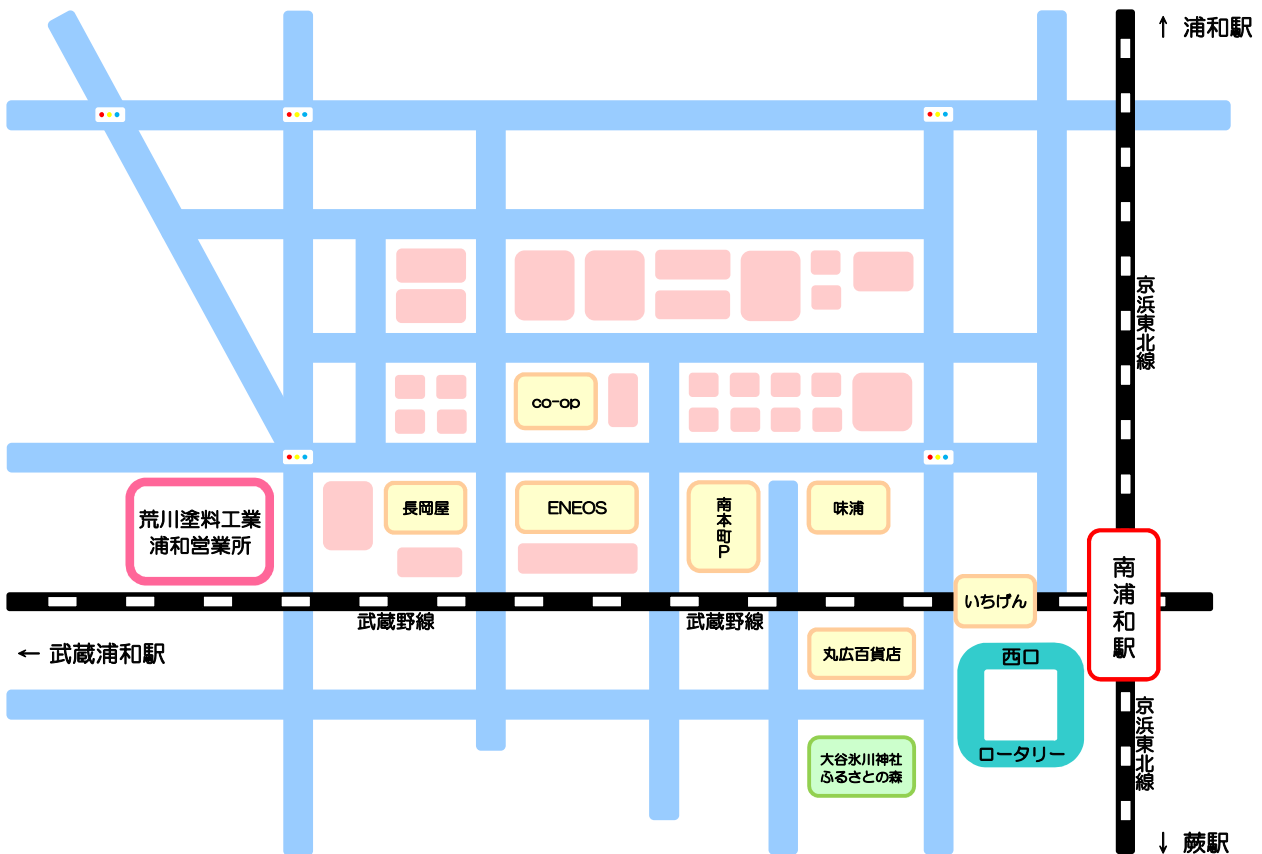 ↑ 浦和駅
京浜東北線
co-op
荒川塗料工業
浦和営業所
長岡屋
ENEOS
南本町P
味浦
南浦和駅
いちげん
武蔵野線
武蔵野線
← 武蔵浦和駅
丸広百貨店
西口
ロータリー
京浜東北線
大谷氷川神社
ふるさとの森
↓ 蕨駅